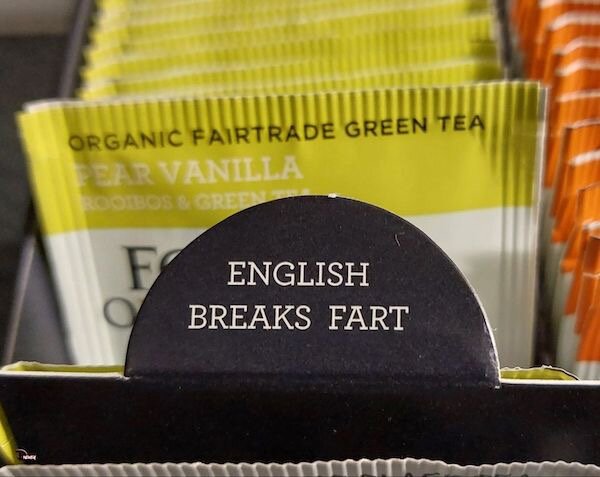 ORGANIC FAIRTRADE GREEN TEA
PEAR VANILLA
ROOIBOS & GREEN TEA
ENGLISH
BREAKS FART